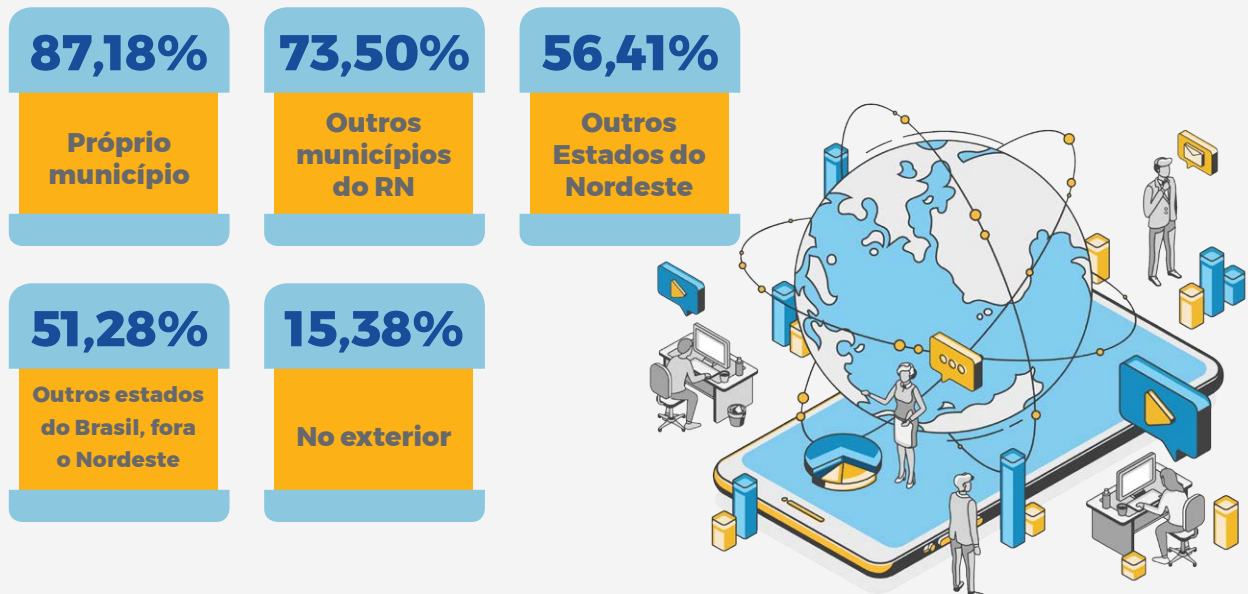 87,18%
Próprio
município
73,50%
Outros
municípios
do RN
56,41%
Outros
Estados do
Nordeste
51,28%
Outros estados
do Brasil, fora
o Nordeste
15,38%
No exterior